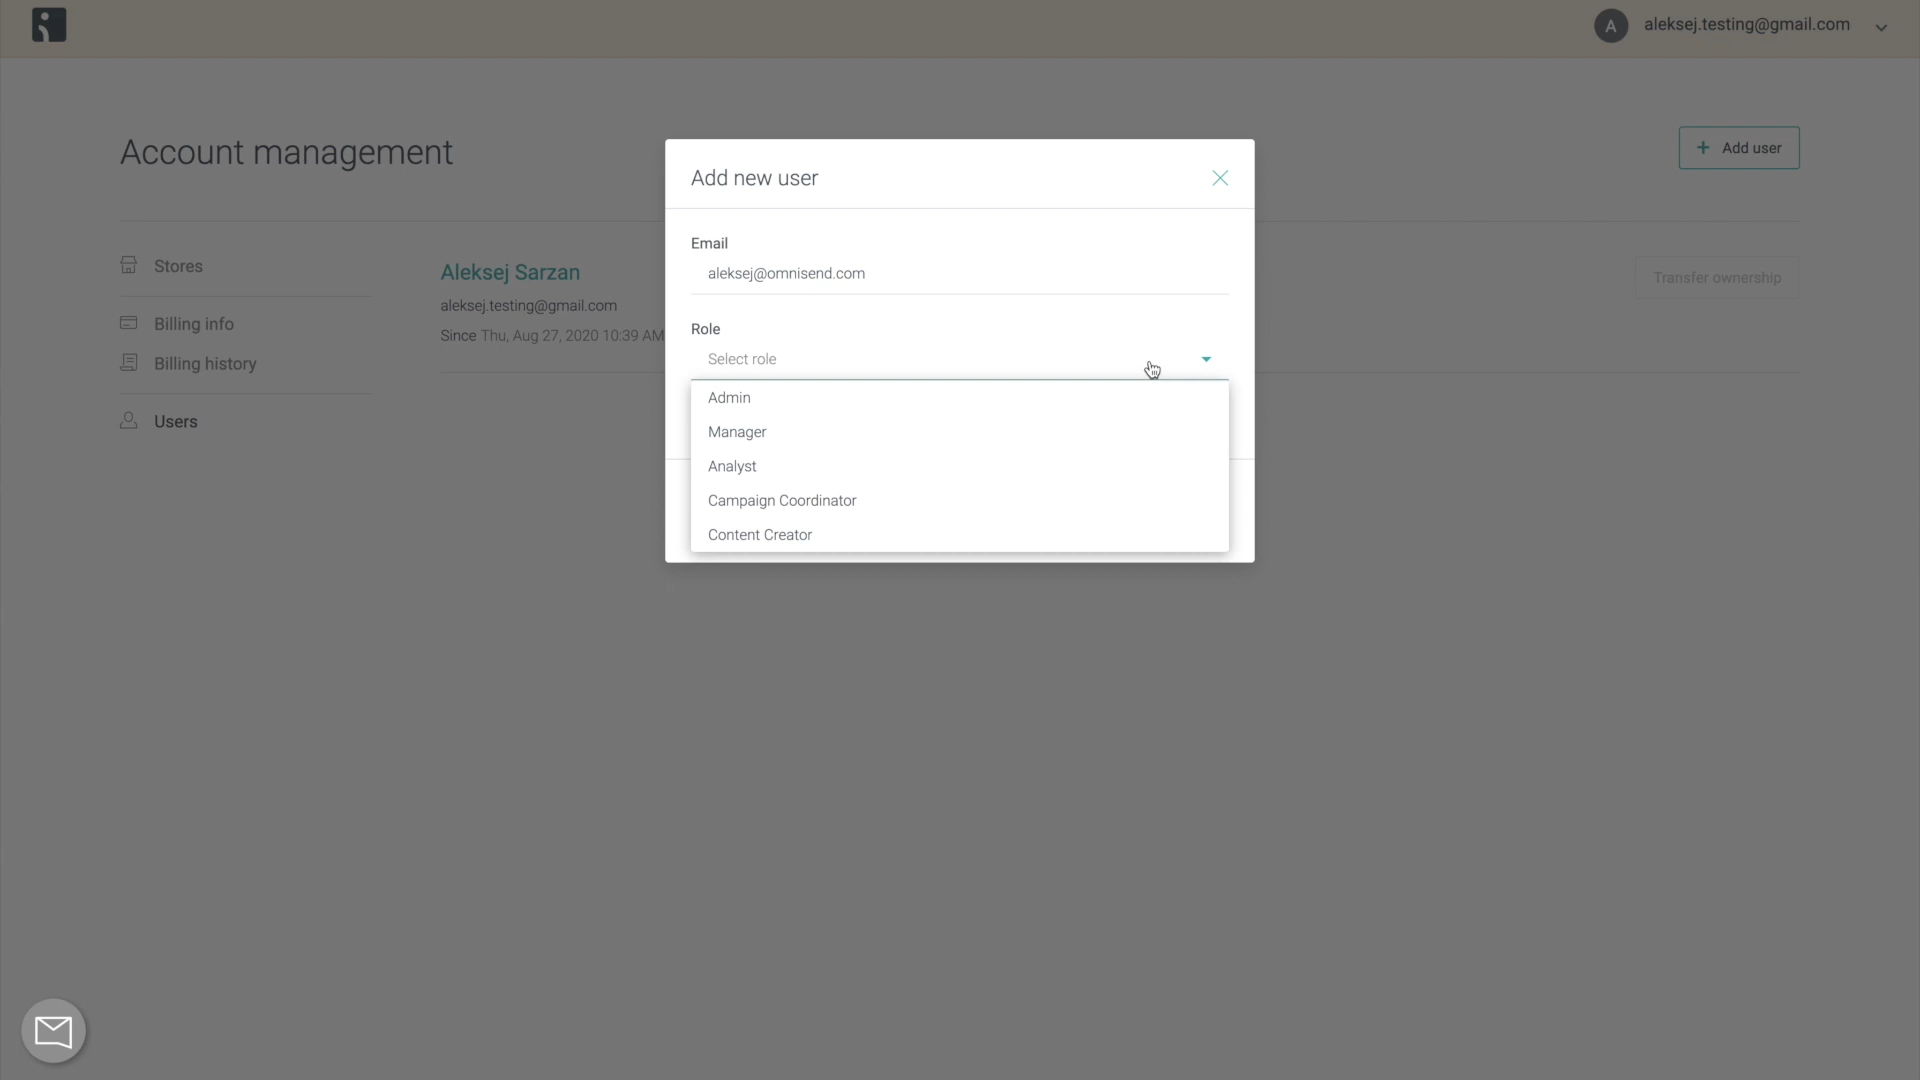 A aleksej.testing@gmail.com
Account management
+ Add user
Add new user
Email
aleksej@omnisend.com
Role
Select role
Admin
Manager
Analyst
Campaign Coordinator
Content Creator
Stores
Billing info
Billing history
Users
Aleksej Sarzan
aleksej.testing@gmail.com
Since Thu, Aug 27, 2020 10:39 AM
Transfer ownership